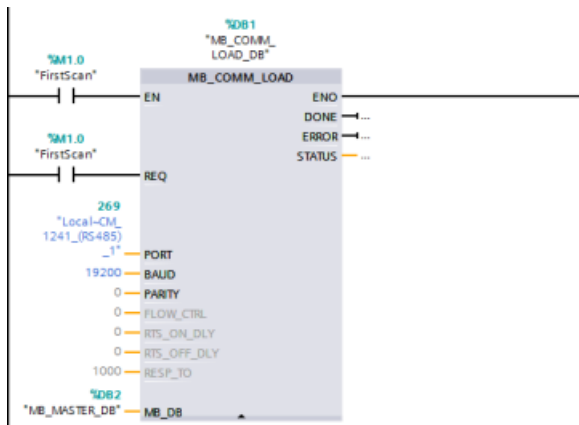 %DB1
"MB_COMM_
LOAD_DB"
%M1.0
"FirstScan"
MB_COMM_LOAD
EN
ENO
DONE
...
ERROR
...
STATUS
...
%M1.0
"FirstScan"
REQ
269
"Local~CM_
1241_(RS485)
_1"
PORT
19200
BAUD
0
PARITY
0
FLOW_CTRL
0
RTS_ON_DLY
0
RTS_OFF_DLY
1000
RESP_TO
%DB2
"MB_MASTER_DB"
MB_DB